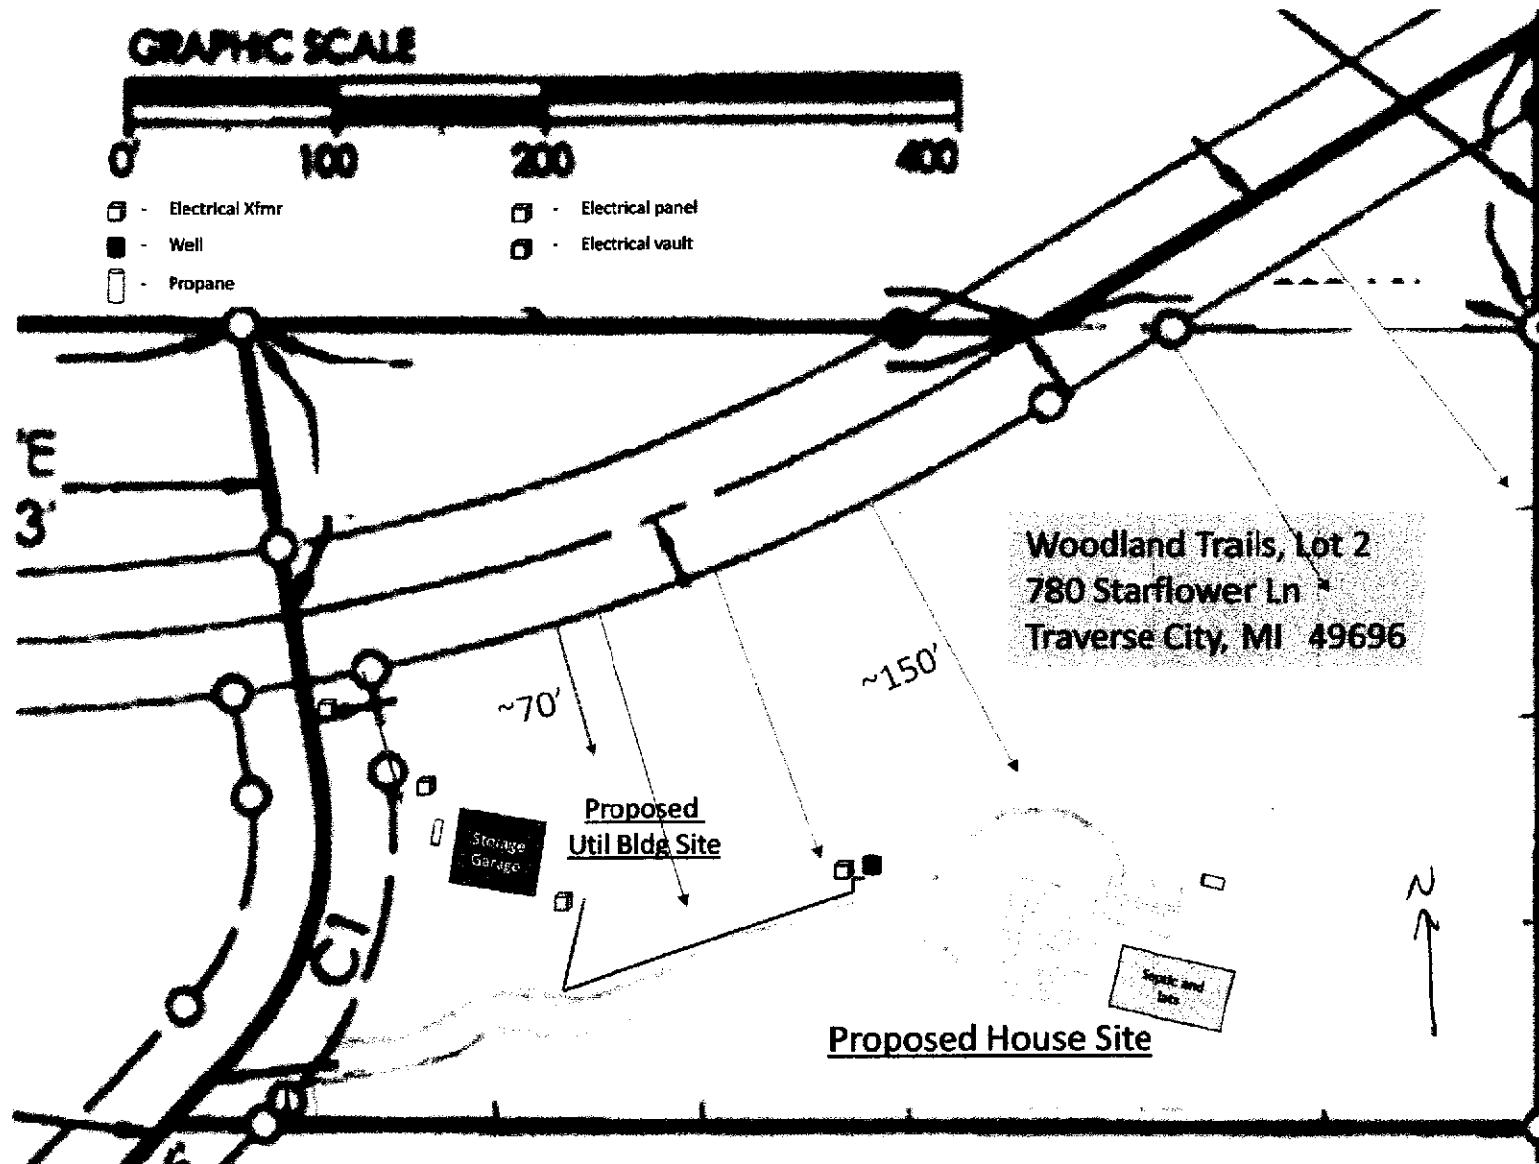 GRAPHIC SCALE
0' 100 200 400
- Electrical Xfmr
- Well
- Propane
- Electrical panel
- Electrical vault
'E
3'
Woodland Trails, Lot 2
780 Starflower Ln
Traverse City, MI 49696
~70'
~150'
Proposed
Util Bldg Site
Storage
Garage
C1
N
Septic and
Proposed House Site